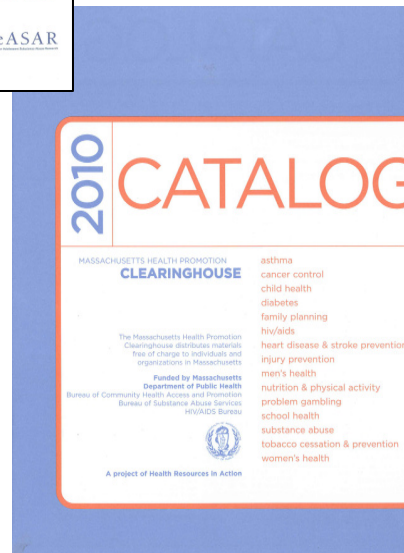 eASAR
2010
CATALOG
MASSACHUSETTS HEALTH PROMOTION
CLEARINGHOUSE
The Massachusetts Health Promotion
Clearinghouse distributes materials
free of charge to individuals and
organizations in Massachusetts
Funded by Massachusetts
Department of Public Health
Bureau of Community Health Access and Promotion
Bureau of Substance Abuse Services
HIV/AIDS Bureau
A project of Health Resources in Action
asthma
cancer control
child health
diabetes
family planning
hiv/aids
heart disease & stroke prevention
injury prevention
men's health
nutrition & physical activity
problem gambling
school health
substance abuse
tobacco cessation & prevention
women's health